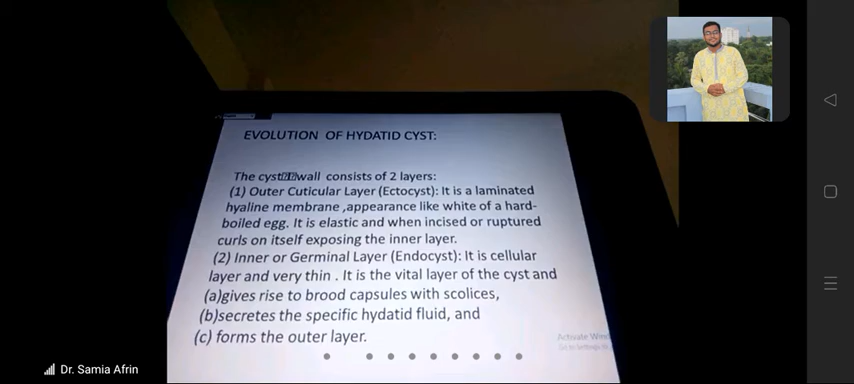 EVOLUTION OF HYDATID CYST:
The cyst wall consists of 2 layers:
(1) Outer Cuticular Layer (Ectocyst): It is a laminated
hyaline membrane ,appearance like white of a hard-
boiled egg. It is elastic and when incised or ruptured
curls on itself exposing the inner layer.
(2) Inner or Germinal Layer (Endocyst): It is cellular
layer and very thin . It is the vital layer of the cyst and
(a)gives rise to brood capsules with scolices,
(b)secretes the specific hydatid fluid, and
(c) forms the outer layer.
Activate
Go to Settings
Dr. Samia Afrin